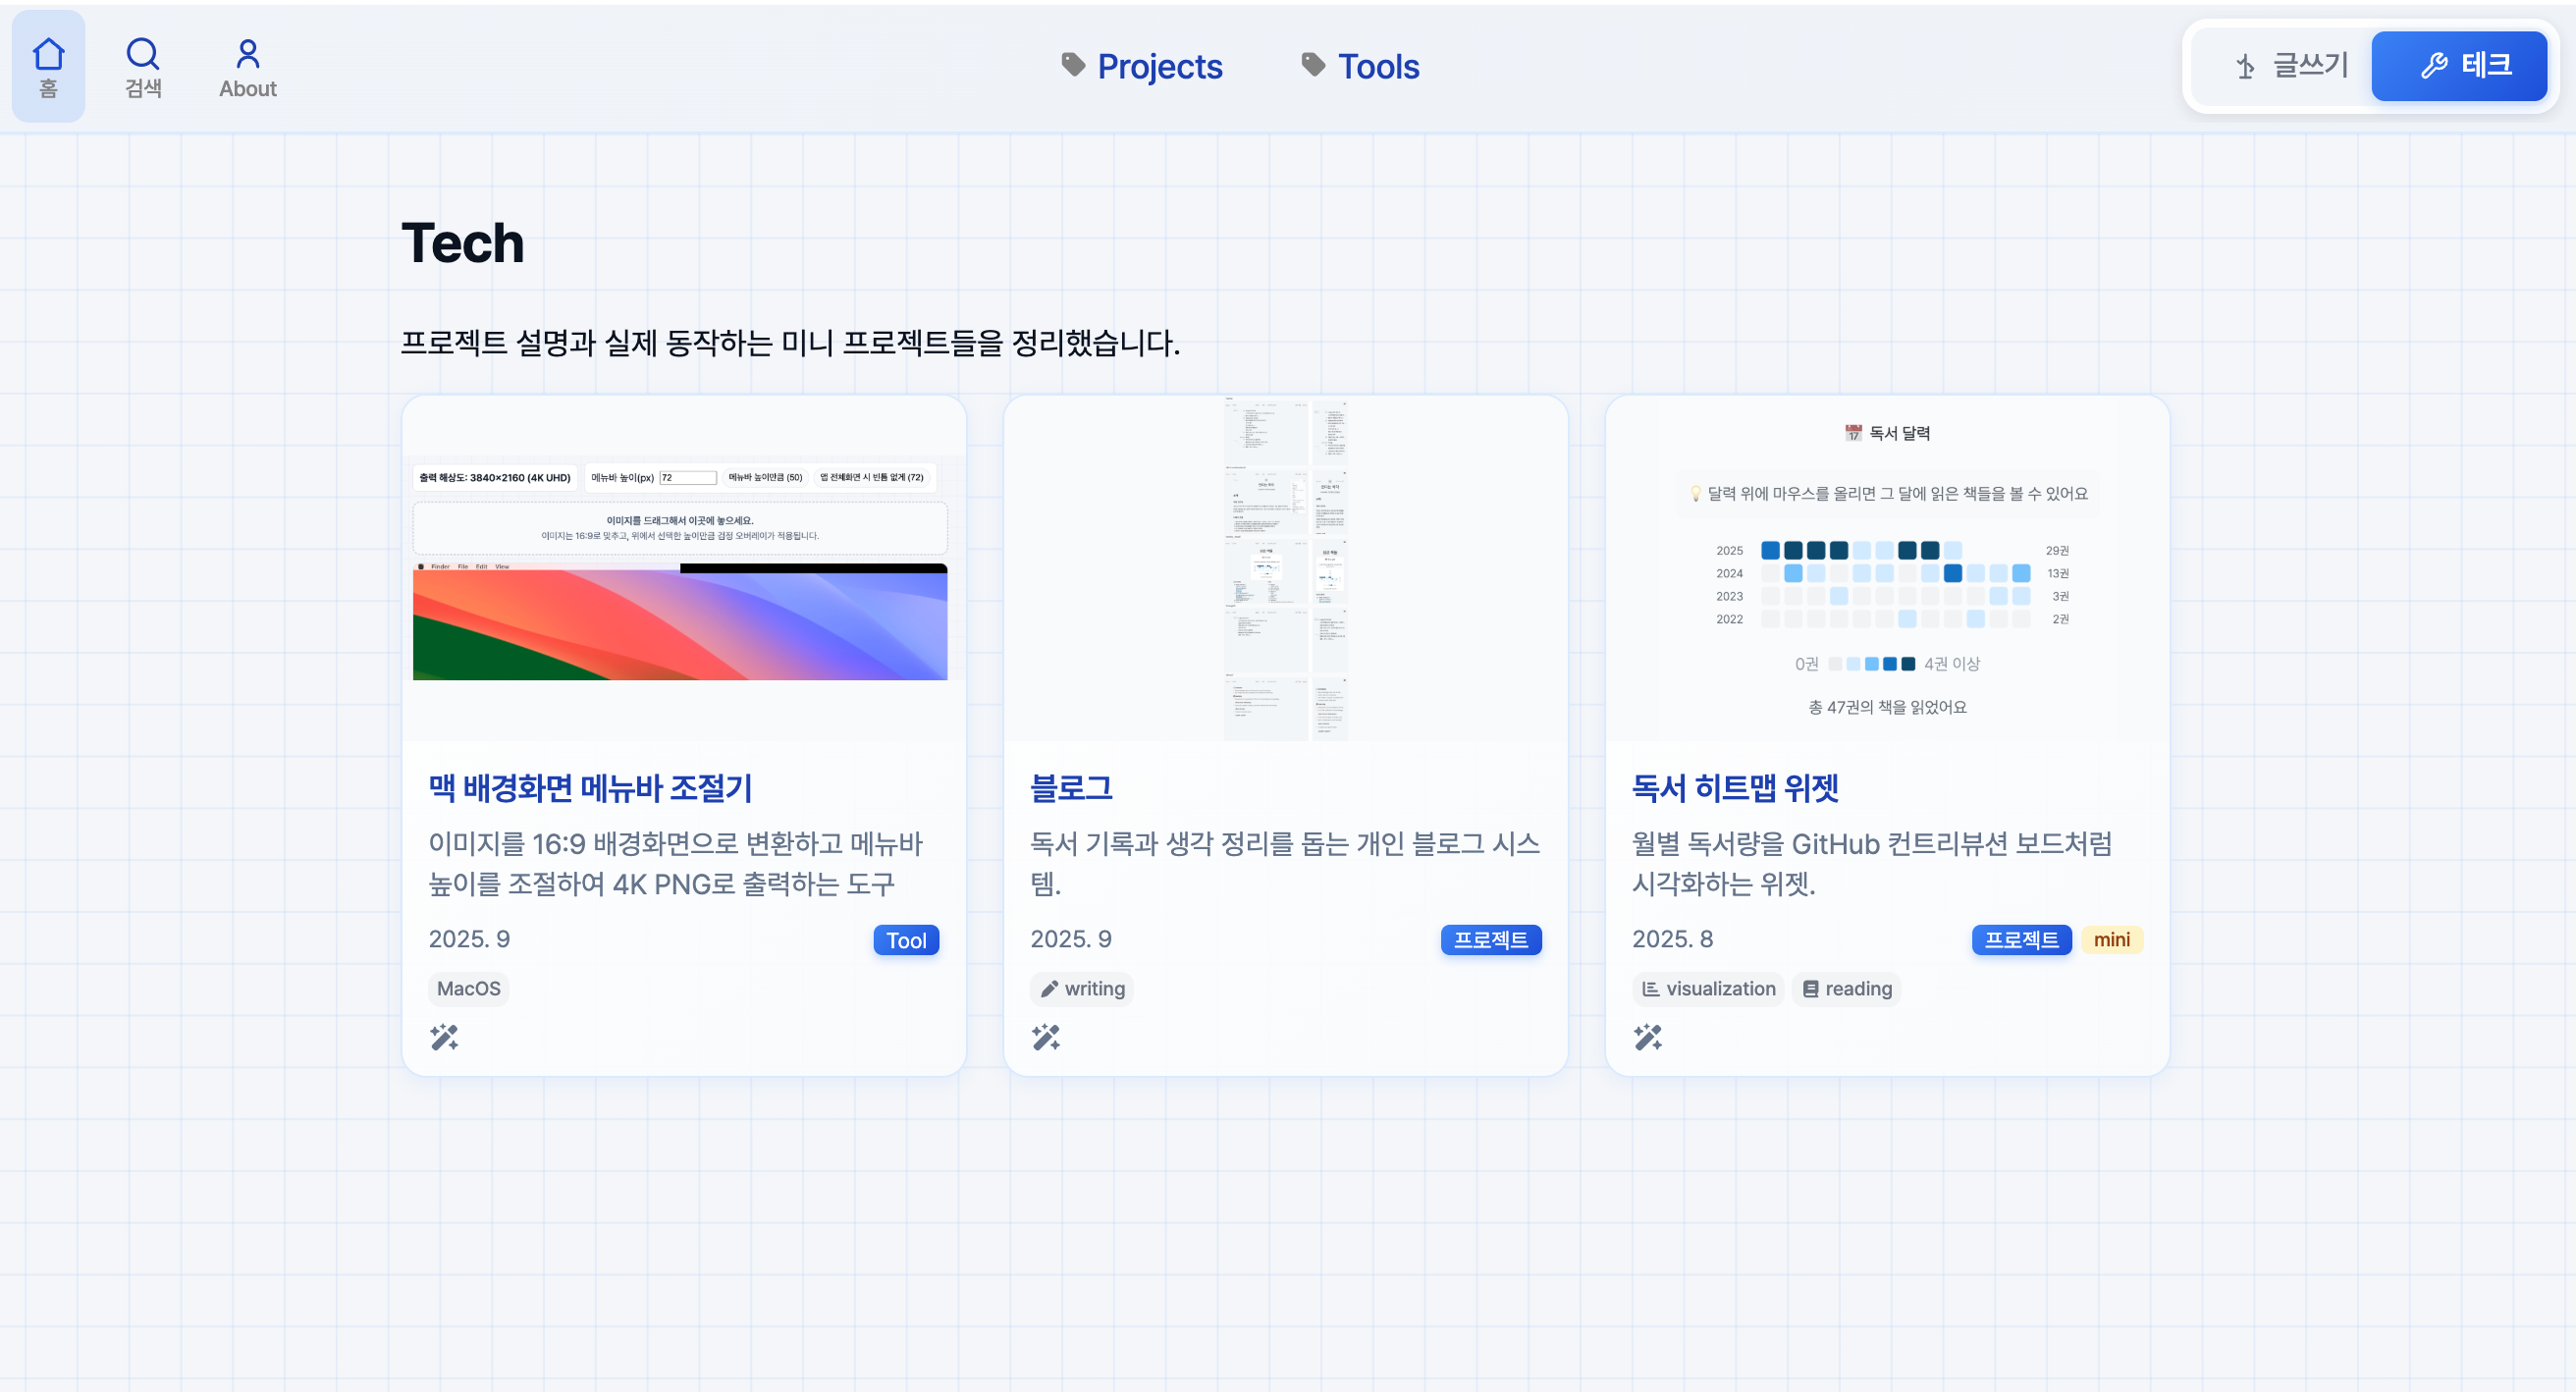 홈
검색
About
Projects
Tools
글쓰기
테크
Tech
프로젝트 설명과 실제 동작하는 미니 프로젝트들을 정리했습니다.
출력 해상도: 3840×2160 (4K UHD)
메뉴바 높이(px) 72 메뉴바 높이만큼 (50) 앱 전체화면 시 빈틈 없게 (72)
이미지를 드래그해서 이곳에 놓으세요.
이미지는 16:9로 맞추고, 위에서 선택한 높이만큼 검정 오버레이가 적용됩니다.
Finder File Edit View
맥 배경화면 메뉴바 조절기
이미지를 16:9 배경화면으로 변환하고 메뉴바
높이를 조절하여 4K PNG로 출력하는 도구
2025. 9
Tool
MacOS
블로그
독서 기록과 생각 정리를 돕는 개인 블로그 시스
템.
2025. 9
프로젝트
writing
📅 독서 달력
💡 달력 위에 마우스를 올리면 그 달에 읽은 책들을 볼 수 있어요
2025 29권
2024 13권
2023 3권
2022 2권
0권 4권 이상
총 47권의 책을 읽었어요
독서 히트맵 위젯
월별 독서량을 GitHub 컨트리뷰션 보드처럼
시각화하는 위젯.
2025. 8
프로젝트 mini
visualization reading